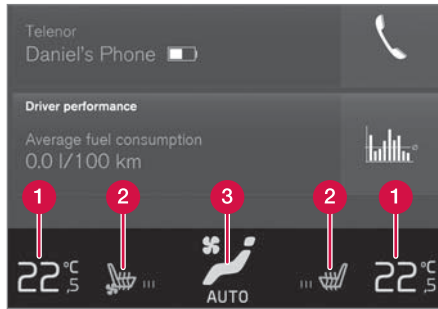 Telenor
Daniel's Phone
Driver performance
Average fuel consumption
0.0 l/100 km
1 2 3 2 1
22°C,5 22°C,5
AUTO